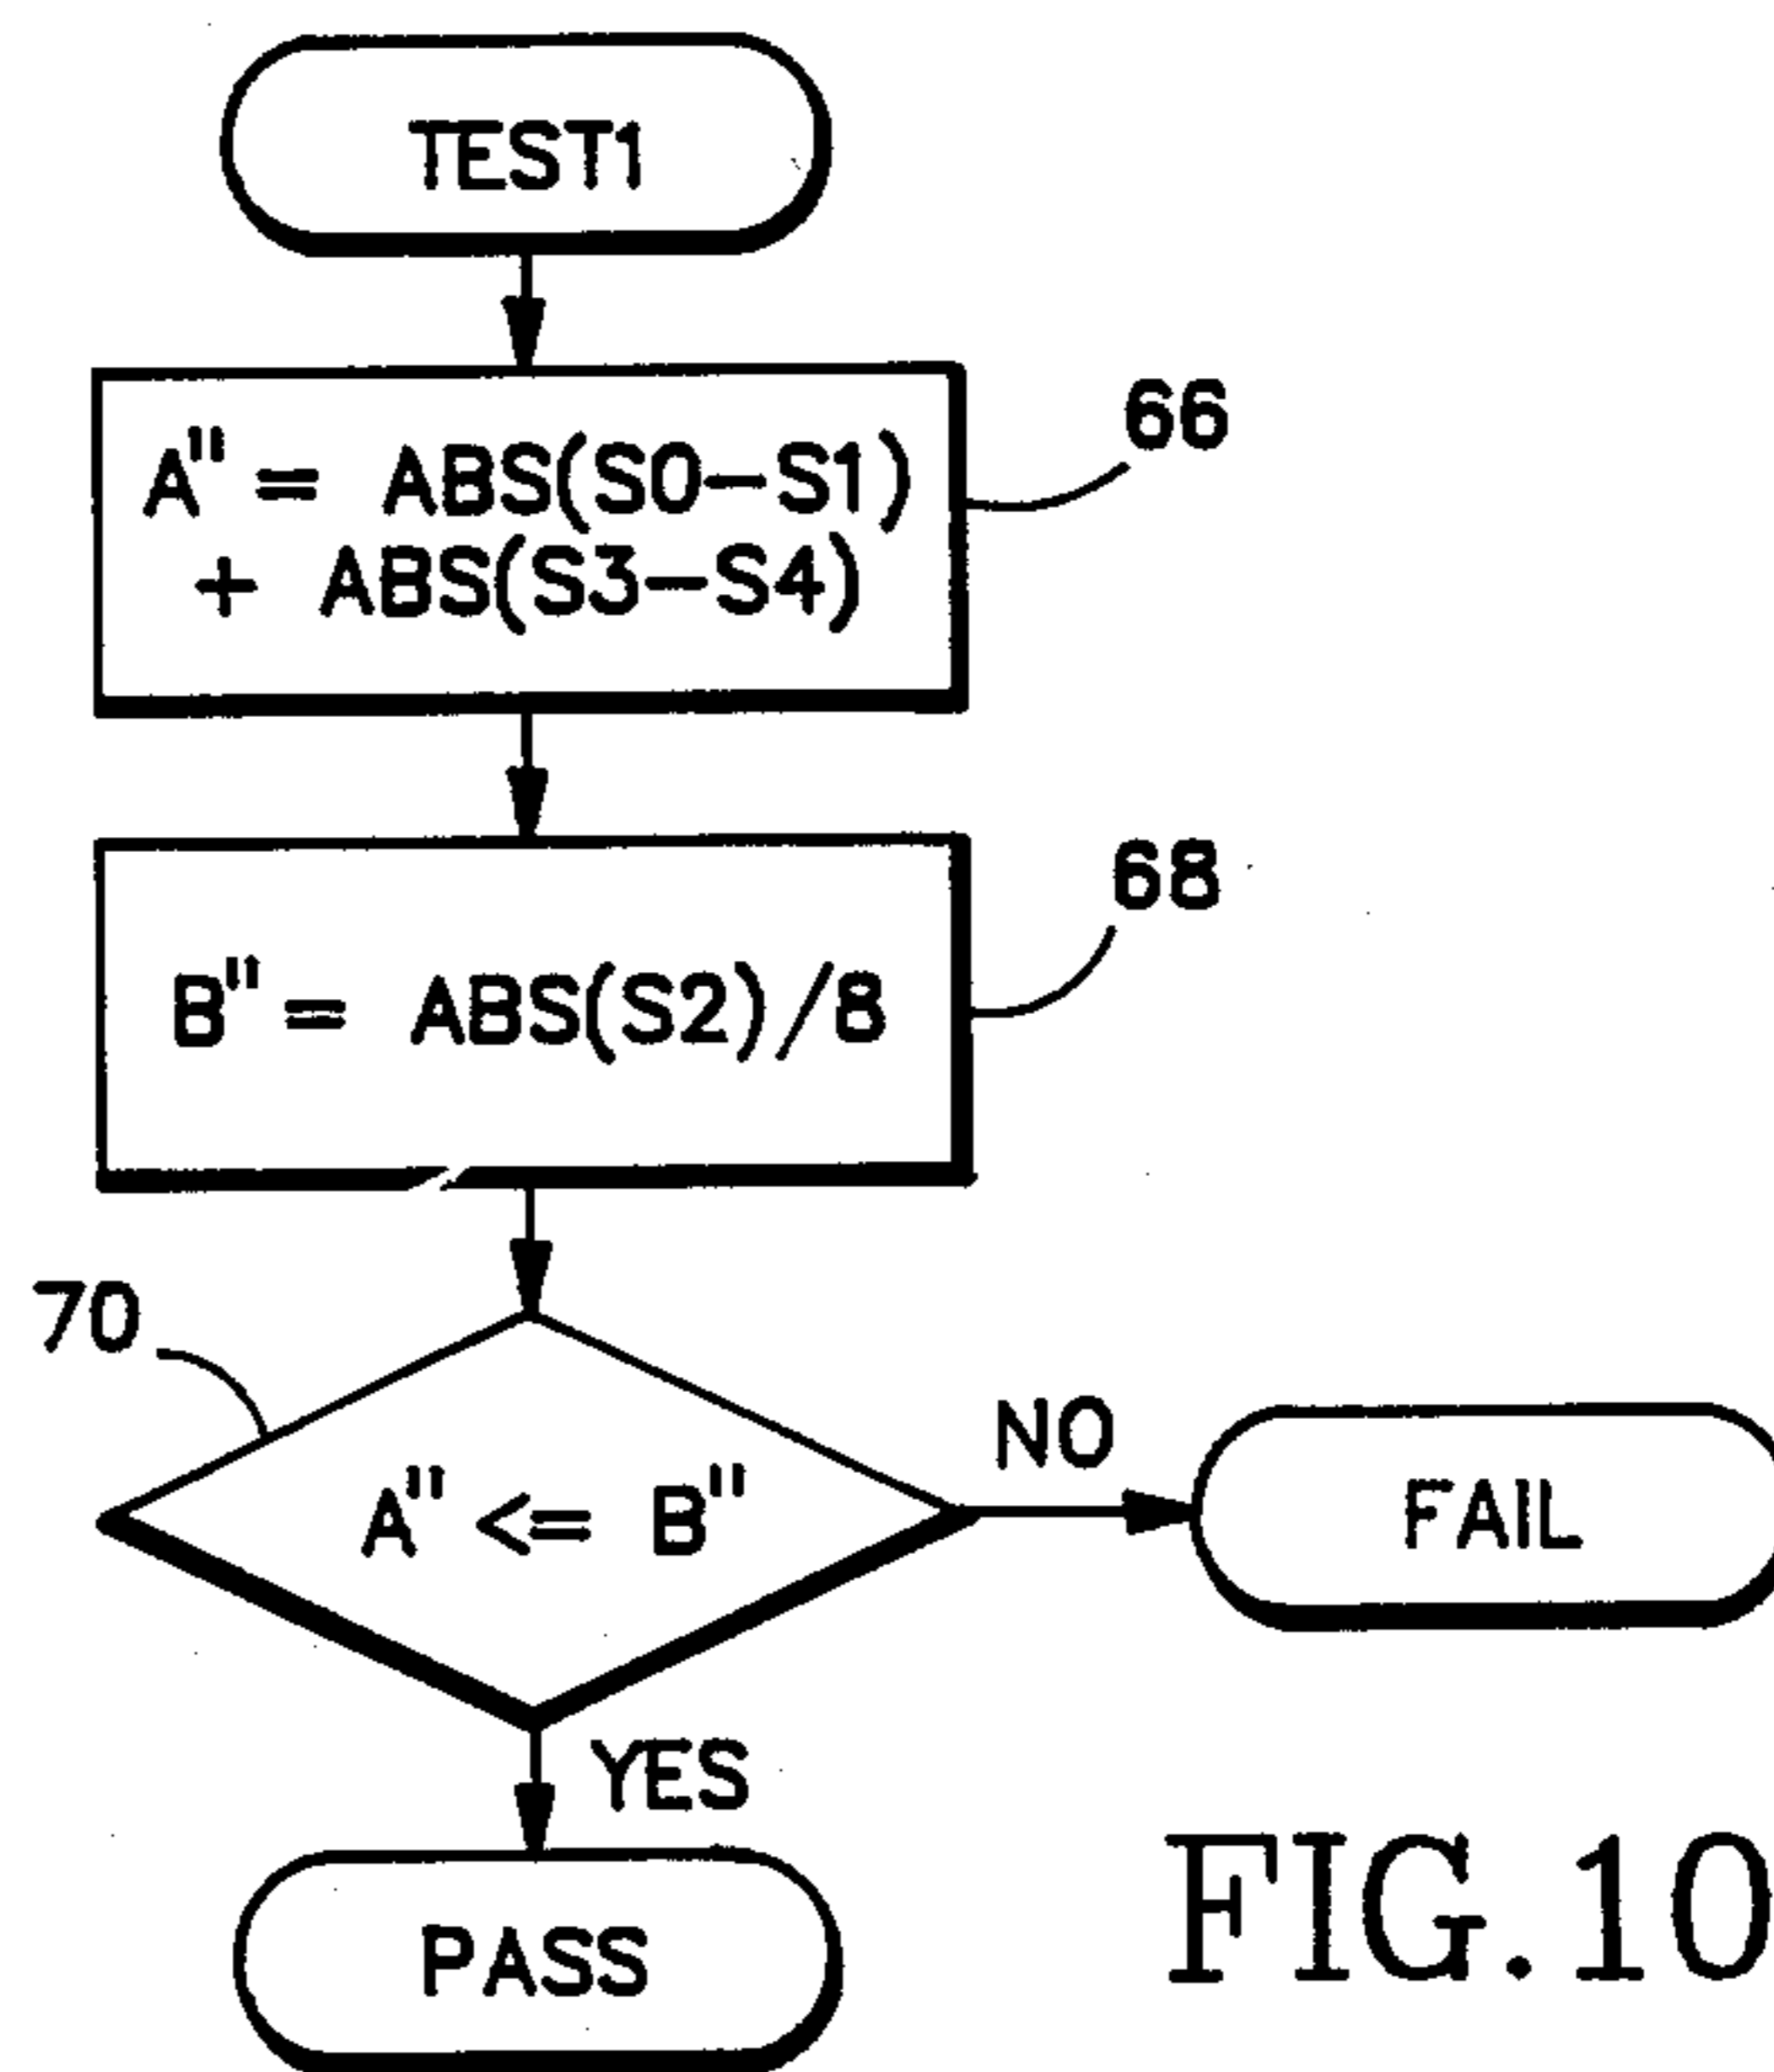 TEST1
A" = ABS(S0-S1)
+ ABS(S3-S4)
66
B" = ABS(S2)/8
68
70
A" <= B"
NO
FAIL
YES
PASS
FIG.10